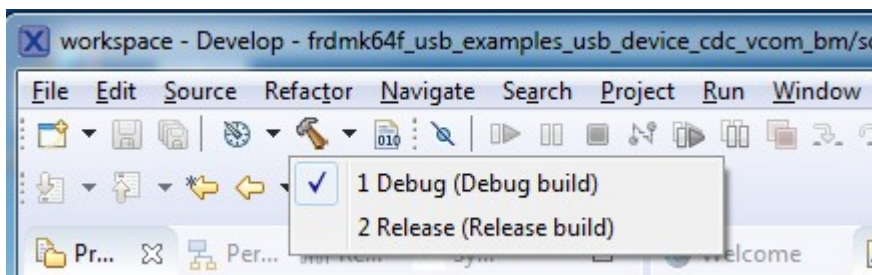 workspace - Develop - frdmk64f_usb_examples_usb_device_cdc_vcom_bm/s
File Edit Source Refactor Navigate Search Project Run Window
010
1 Debug (Debug build)
2 Release (Release build)
Pr... Per... Welcome